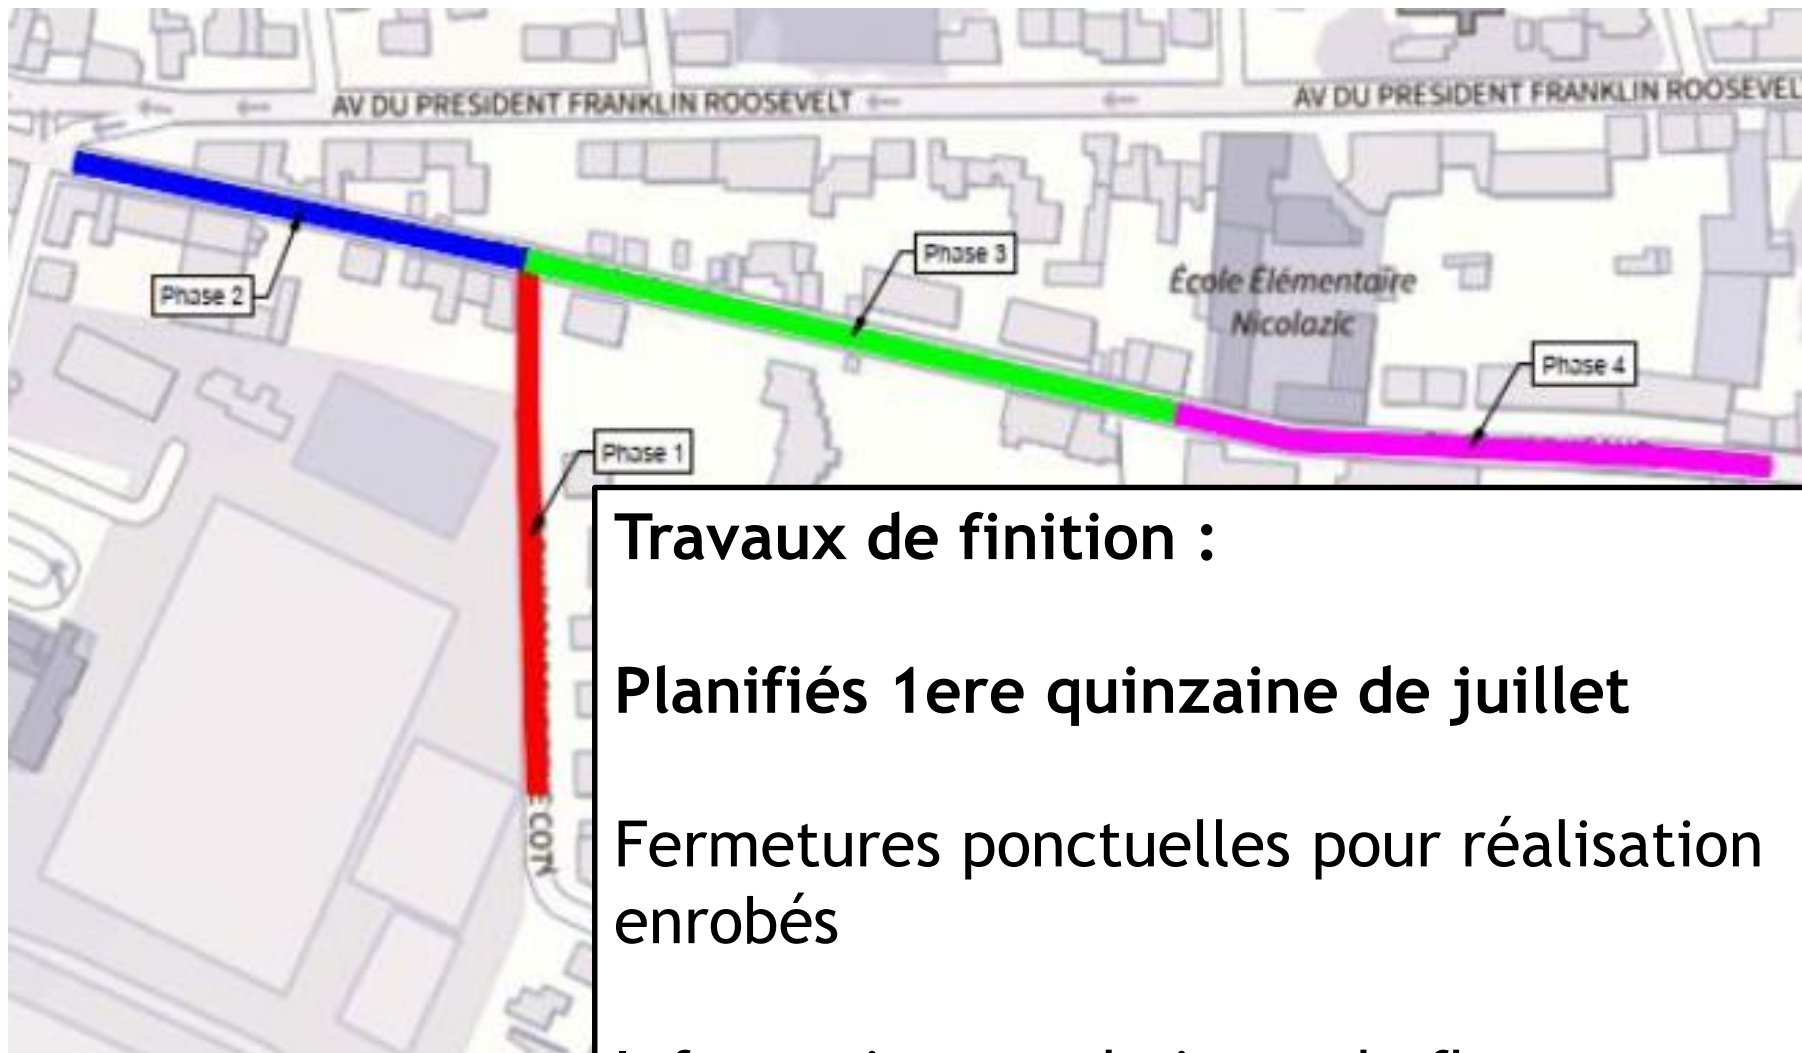 AV DU PRESIDENT FRANKLIN ROOSEVELT
AV DU PRESIDENT FRANKLIN ROOSEVEL
Phase 3
École Élémentaire
Nicolazic
Phase 2
Phase 4
Phase 1
COTY
Travaux de finition :
Planifiés 1ere quinzaine de juillet
Fermetures ponctuelles pour réalisation
enrobés